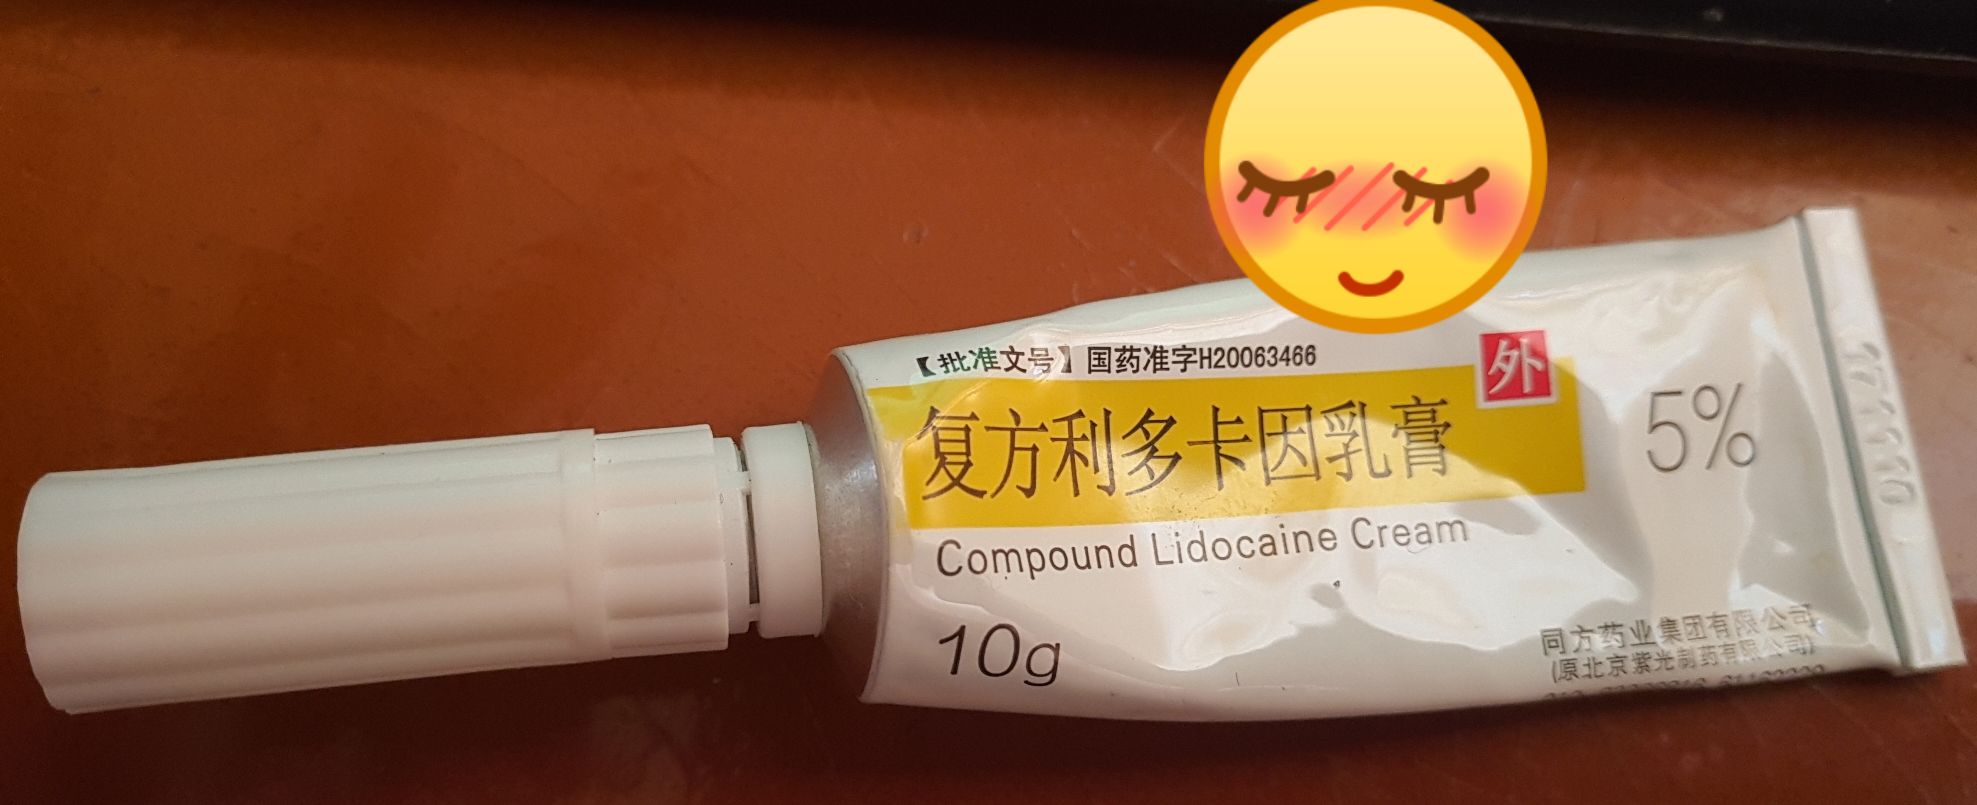 【批准文号】国药准字H20063466
外
复方利多卡因乳膏
5%
Compound Lidocaine Cream
10g
同方药业集团有限公司
(原北京紫光制药有限公司)